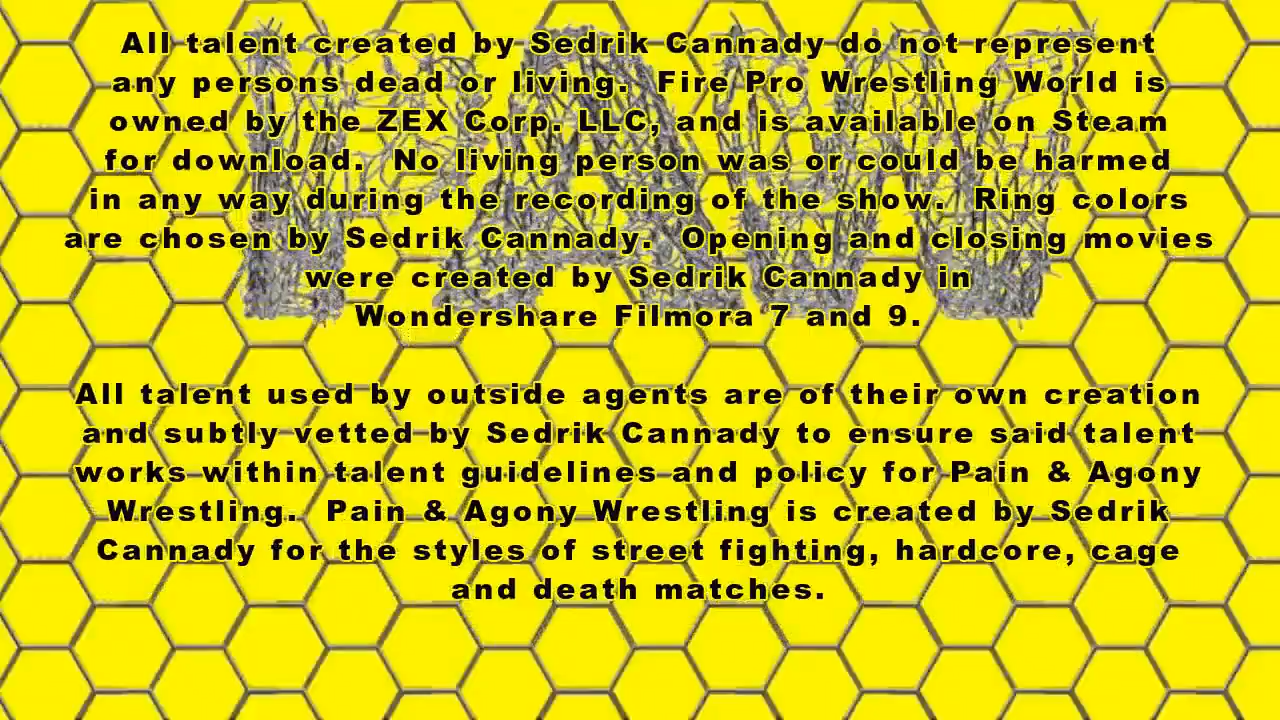 All talent created by Sedrik Cannady do not represent
any persons dead or living.  Fire Pro Wrestling World is
owned by the ZEX Corp. LLC, and is available on Steam
for download.  No living person was or could be harmed
in any way during the recording of the show.  Ring colors
are chosen by Sedrik Cannady.  Opening and closing movies
were created by Sedrik Cannady in
Wondershare Filmora 7 and 9.
PAW
All talent used by outside agents are of their own creation
and subtly vetted by Sedrik Cannady to ensure said talent
works within talent guidelines and policy for Pain & Agony
Wrestling.  Pain & Agony Wrestling is created by Sedrik
Cannady for the styles of street fighting, hardcore, cage
and death matches.